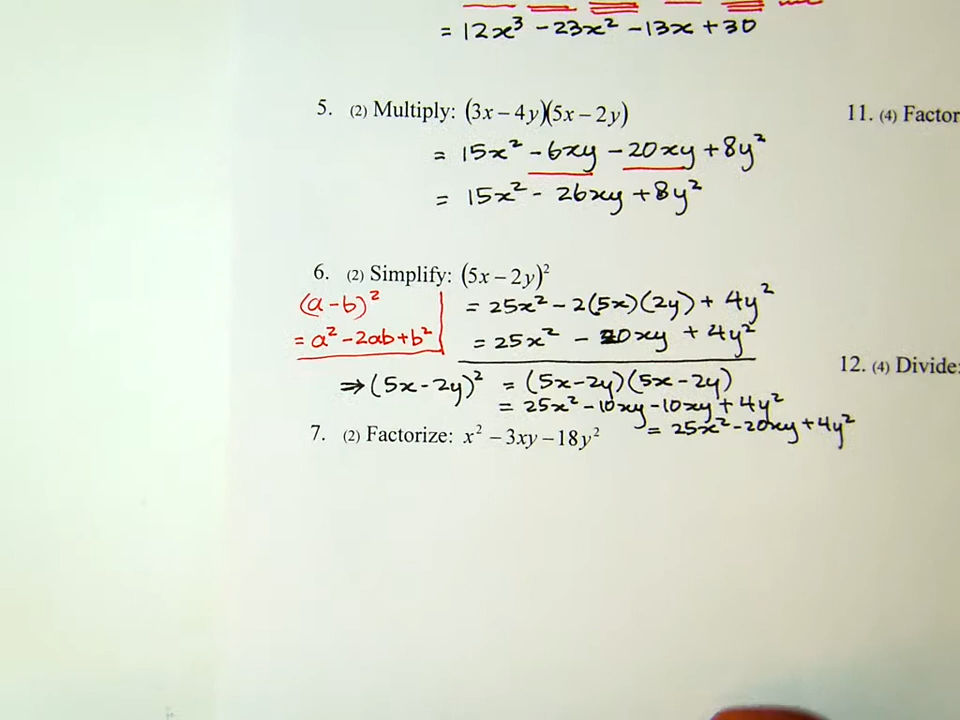 = 12x³ - 23x² - 13x + 30
5. (2) Multiply: (3x - 4y)(5x - 2y)
11. (4) Factor
= 15x² - 6xy - 20xy + 8y²
= 15x² - 26xy + 8y²
6. (2) Simplify: (5x - 2y)²
(a - b)²
= a² - 2ab + b²
= 25x² - 2(5x)(2y) + 4y²
= 25x² - 20xy + 4y²
12. (4) Divide:
⇒ (5x - 2y)² = (5x - 2y)(5x - 2y)
= 25x² - 10xy - 10xy + 4y²
= 25x² - 20xy + 4y²
7. (2) Factorize: x² - 3xy - 18y²